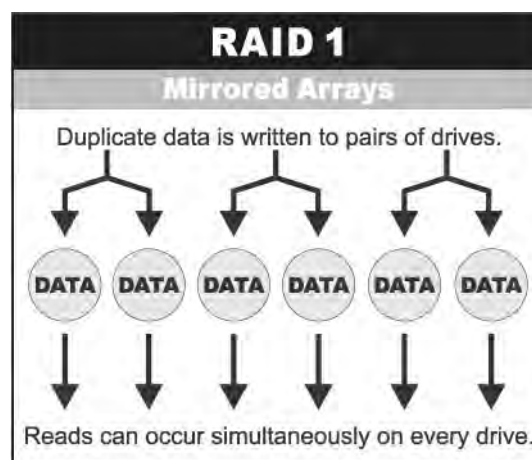 RAID 1
Mirrored Arrays
Duplicate data is written to pairs of drives.
DATA DATA DATA DATA DATA DATA
Reads can occur simultaneously on every drive.